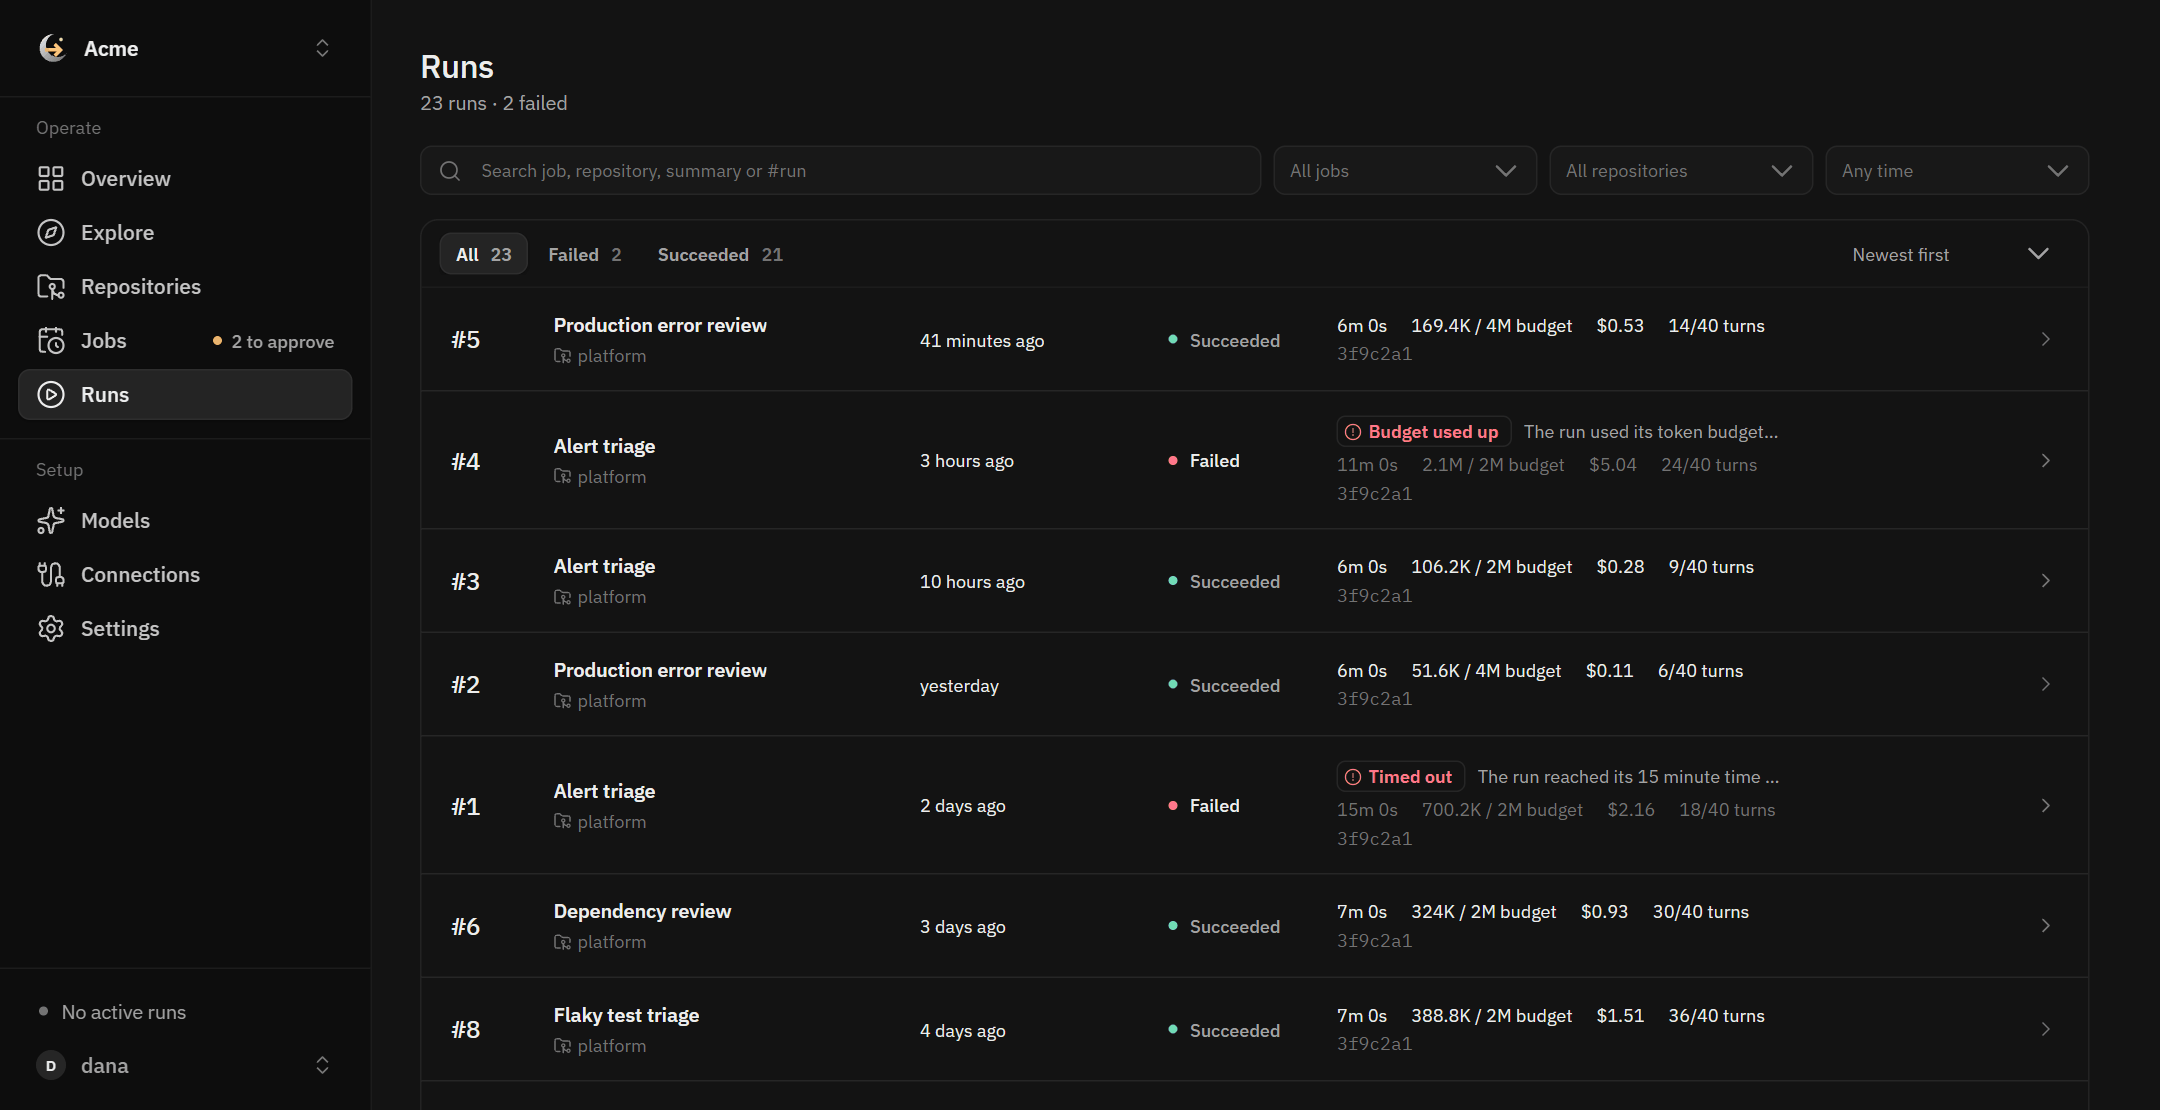 Acme
Operate
Overview
Explore
Repositories
Jobs 2 to approve
Runs
Setup
Models
Connections
Settings
No active runs
D dana
Runs
23 runs · 2 failed
Search job, repository, summary or #run
All jobs
All repositories
Any time
All 23 Failed 2 Succeeded 21
Newest first
#5 Production error review 41 minutes ago Succeeded 6m 0s 169.4K / 4M budget $0.53 14/40 turns
platform 3f9c2a1
Budget used up The run used its token budget...
#4 Alert triage 3 hours ago Failed 11m 0s 2.1M / 2M budget $5.04 24/40 turns
platform 3f9c2a1
#3 Alert triage 10 hours ago Succeeded 6m 0s 106.2K / 2M budget $0.28 9/40 turns
platform 3f9c2a1
#2 Production error review yesterday Succeeded 6m 0s 51.6K / 4M budget $0.11 6/40 turns
platform 3f9c2a1
Timed out The run reached its 15 minute time ...
#1 Alert triage 2 days ago Failed 15m 0s 700.2K / 2M budget $2.16 18/40 turns
platform 3f9c2a1
#6 Dependency review 3 days ago Succeeded 7m 0s 324K / 2M budget $0.93 30/40 turns
platform 3f9c2a1
#8 Flaky test triage 4 days ago Succeeded 7m 0s 388.8K / 2M budget $1.51 36/40 turns
platform 3f9c2a1